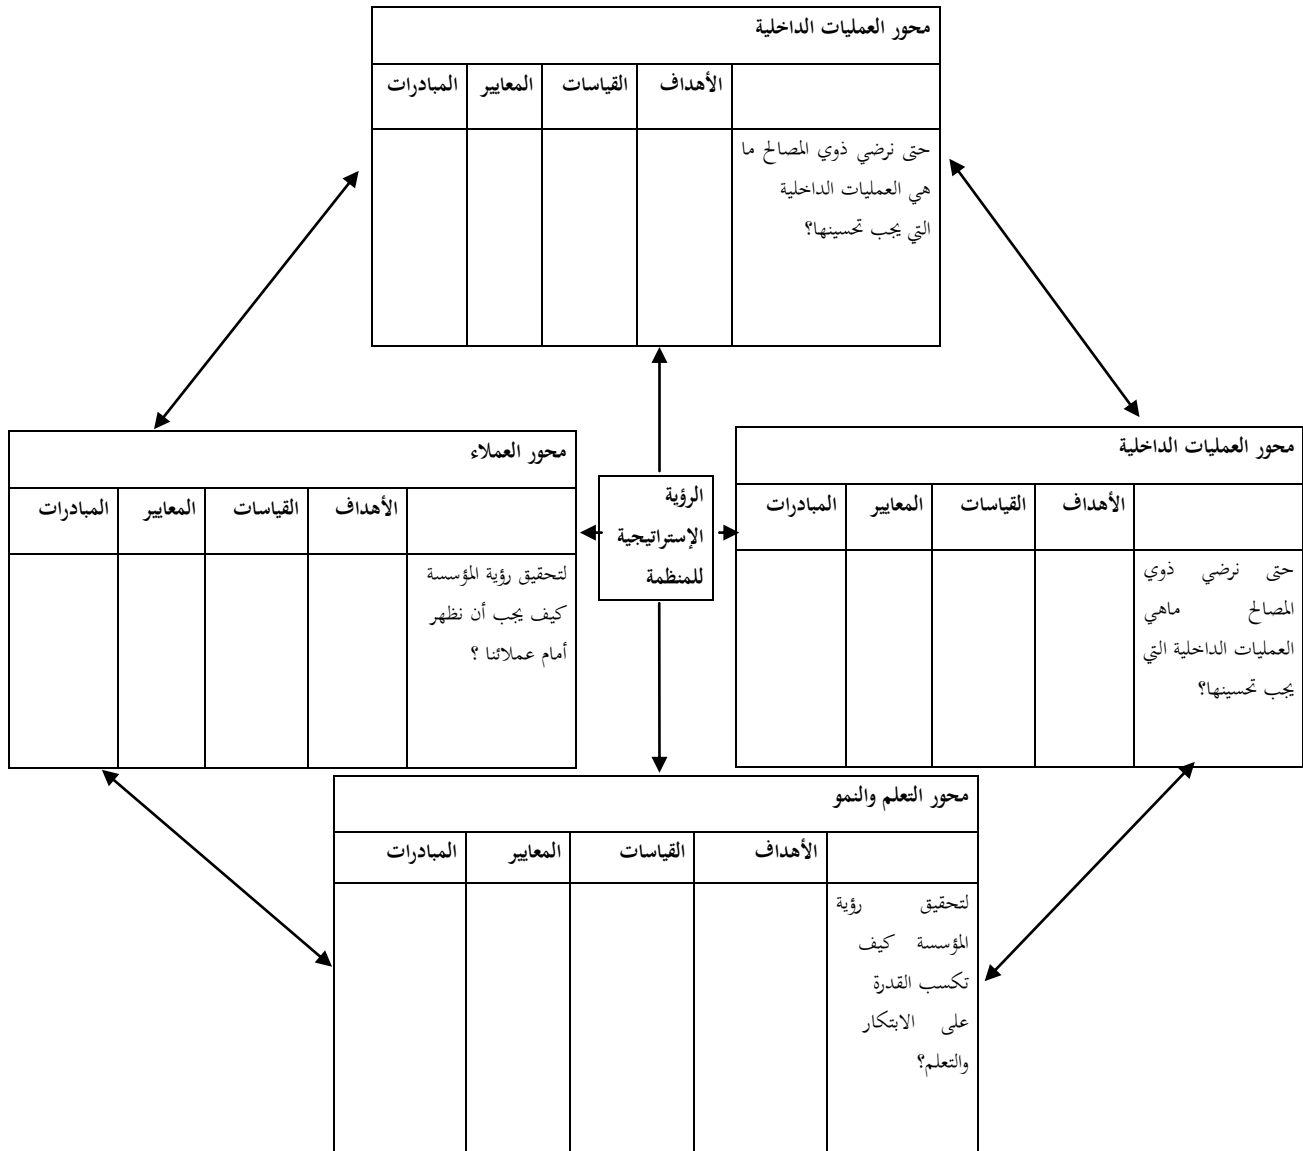 محور العمليات الداخلية
الأهداف القياسات المعايير المبادرات
حتى نرضي ذوي المصالح ما
هي العمليات الداخلية
التي يجب تحسينها؟
محور العمليات الداخلية
الأهداف القياسات المعايير المبادرات
حتى نرضي ذوي
المصالح ماهي
العمليات الداخلية التي
يجب تحسينها؟
الرؤية
الإستراتيجية
للمنظمة
محور العملاء
الأهداف القياسات المعايير المبادرات
لتحقيق رؤية المؤسسة
كيف يجب أن نظهر
أمام عملائنا ؟
محور التعلم والنمو
الأهداف القياسات المعايير المبادرات
لتحقيق رؤية
المؤسسة كيف
تكسب القدرة
على الابتكار
والتعلم؟